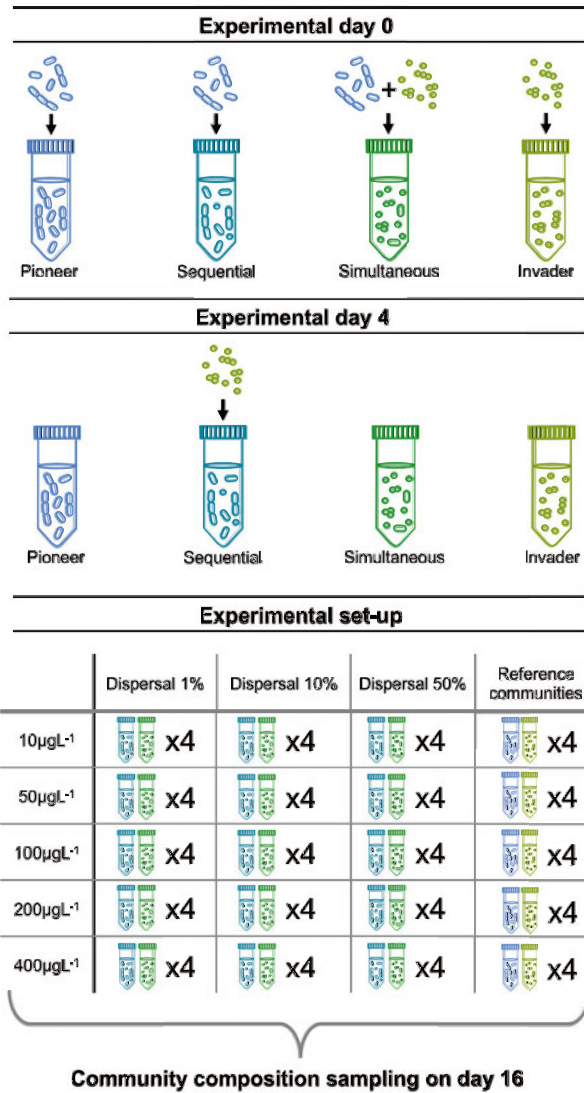 Experimental day 0
+
Pioneer Sequential Simultaneous Invader
Experimental day 4
Pioneer Sequential Simultaneous Invader
Experimental set-up
Dispersal 1% Dispersal 10% Dispersal 50% Reference
communities
10µgL⁻¹ x4 x4 x4 x4
50µgL⁻¹ x4 x4 x4 x4
100µgL⁻¹ x4 x4 x4 x4
200µgL⁻¹ x4 x4 x4 x4
400µgL⁻¹ x4 x4 x4 x4
Community composition sampling on day 16